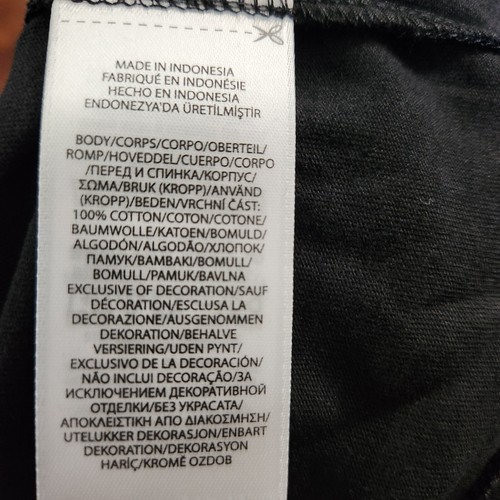 MADE IN INDONESIA
FABRIQUÉ EN INDONÉSIE
HECHO EN INDONESIA
ENDONEZYA'DA ÜRETİLMİŞTİR
BODY/CORPS/CORPO/OBERTEIL/
ROMP/HOVEDDEL/CUERPO/CORPO
/ПЕРЕД И СПИНКА/КОРПУС/
ΣΩΜΑ/BRUK (KROPP)/ANVÄND
(KROPP)/BEDEN/VRCHNÍ ČÁST:
100% COTTON/COTON/COTONE/
BAUMWOLLE/KATOEN/BOMULD/
ALGODÓN/ALGODÃO/ХЛОПОК/
ПАМУК/ΒΑΜΒΑΚΙ/BOMULL/
BOMULL/PAMUK/BAVLNA
EXCLUSIVE OF DECORATION/SAUF
DÉCORATION/ESCLUSA LA
DECORAZIONE/AUSGENOMMEN
DEKORATION/BEHALVE
VERSIERING/UDEN PYNT/
EXCLUSIVO DE LA DECORACIÓN/
NÃO INCLUI DECORAÇÃO/ЗА
ИСКЛЮЧЕНИЕМ ДЕКОРАТИВНОЙ
ОТДЕЛКИ/БЕЗ УКРАСАТА/
ΑΠΟΚΛΕΙΣΤΙΚΗ ΑΠΟ ΔΙΑΚΟΣΜΗΣΗ/
UTELUKKER DEKORASJON/ENBART
DEKORATION/DEKORASYON
HARİÇ/KROMĚ OZDOB